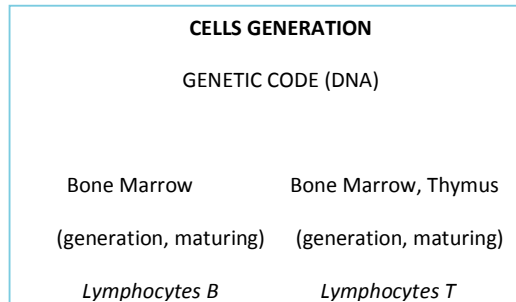 CELLS GENERATION
GENETIC CODE (DNA)
Bone Marrow Bone Marrow, Thymus
(generation, maturing) (generation, maturing)
Lymphocytes B Lymphocytes T